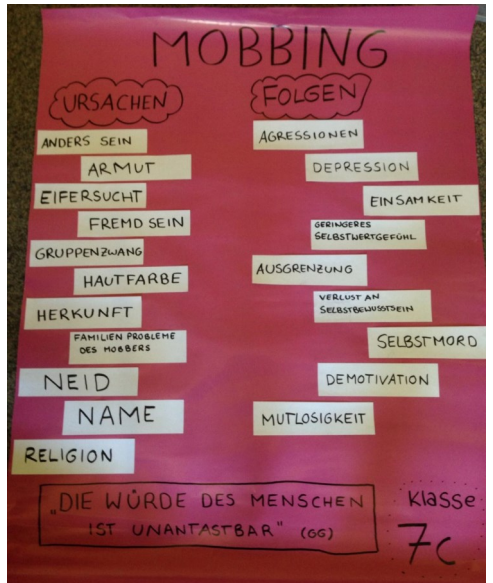 MOBBING
URSACHEN
ANDERS SEIN
ARMUT
EIFERSUCHT
FREMD SEIN
GRUPPENZWANG
HAUTFARBE
HERKUNFT
FAMILIEN PROBLEME
DES MOBBERS
NEID
NAME
RELIGION
FOLGEN
AGRESSIONEN
DEPRESSION
EINSAMKEIT
GERINGERES
SELBSTWERTGEFÜHL
AUSGRENZUNG
VERLUST AN
SELBSTBEWUSSTSEIN
SELBSTMORD
DEMOTIVATION
MUTLOSIGKEIT
„DIE WÜRDE DES MENSCHEN
IST UNANTASTBAR" (GG)
Klasse
7c